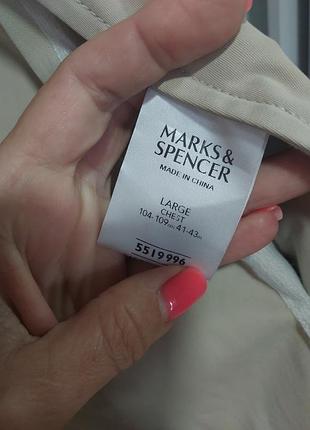 MARKS &
SPENCER
MADE IN CHINA
LARGE
CHEST
104-109cm 41-43in
5519996